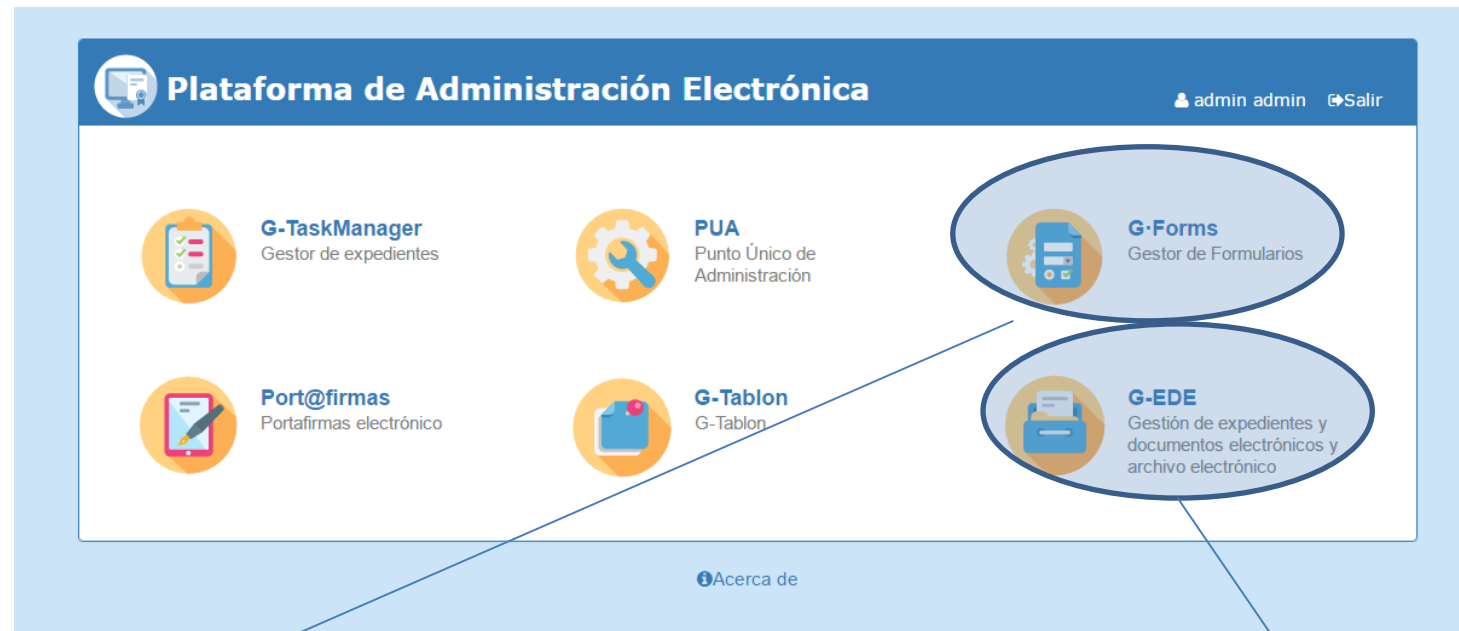 Plataforma de Administración Electrónica
admin admin Salir
G-TaskManager
Gestor de expedientes
PUA
Punto Único de
Administración
G·Forms
Gestor de Formularios
Port@firmas
Portafirmas electrónico
G-Tablon
G-Tablon
G-EDE
Gestión de expedientes y
documentos electrónicos y
archivo electrónico
Acerca de